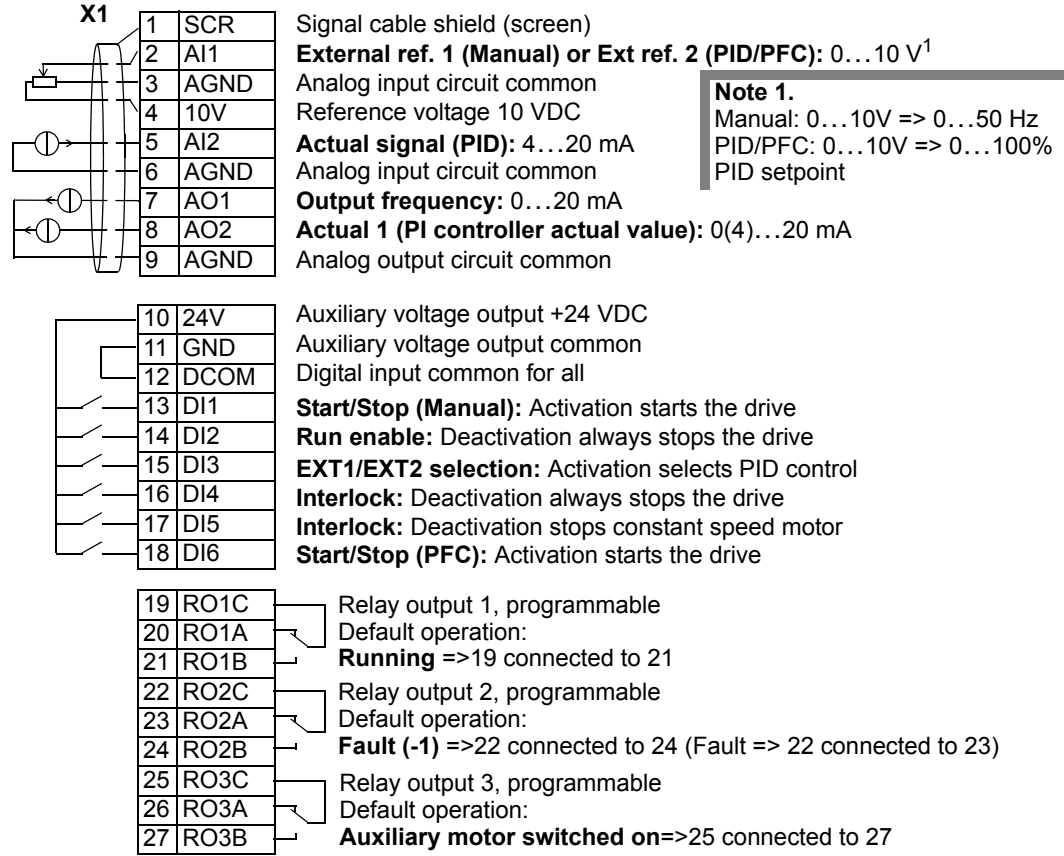 X1
1 SCR Signal cable shield (screen)
2 AI1 External ref. 1 (Manual) or Ext ref. 2 (PID/PFC): 0…10 V1
3 AGND Analog input circuit common
4 10V Reference voltage 10 VDC
5 AI2 Actual signal (PID): 4…20 mA
6 AGND Analog input circuit common
7 AO1 Output frequency: 0…20 mA
8 AO2 Actual 1 (PI controller actual value): 0(4)…20 mA
9 AGND Analog output circuit common
Note 1.
Manual: 0…10V => 0…50 Hz
PID/PFC: 0…10V => 0…100%
PID setpoint
10 24V Auxiliary voltage output +24 VDC
11 GND Auxiliary voltage output common
12 DCOM Digital input common for all
13 DI1 Start/Stop (Manual): Activation starts the drive
14 DI2 Run enable: Deactivation always stops the drive
15 DI3 EXT1/EXT2 selection: Activation selects PID control
16 DI4 Interlock: Deactivation always stops the drive
17 DI5 Interlock: Deactivation stops constant speed motor
18 DI6 Start/Stop (PFC): Activation starts the drive
19 RO1C Relay output 1, programmable
20 RO1A Default operation:
21 RO1B Running =>19 connected to 21
22 RO2C Relay output 2, programmable
23 RO2A Default operation:
24 RO2B Fault (-1) =>22 connected to 24 (Fault => 22 connected to 23)
25 RO3C Relay output 3, programmable
26 RO3A Default operation:
27 RO3B Auxiliary motor switched on=>25 connected to 27